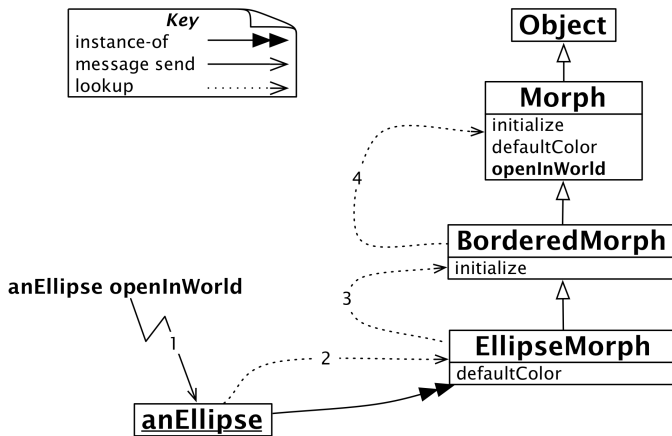 Key
instance-of
message send
lookup
Object
Morph
initialize
defaultColor
openInWorld
4
BorderedMorph
initialize
anEllipse openInWorld
3
1
2
EllipseMorph
defaultColor
anEllipse